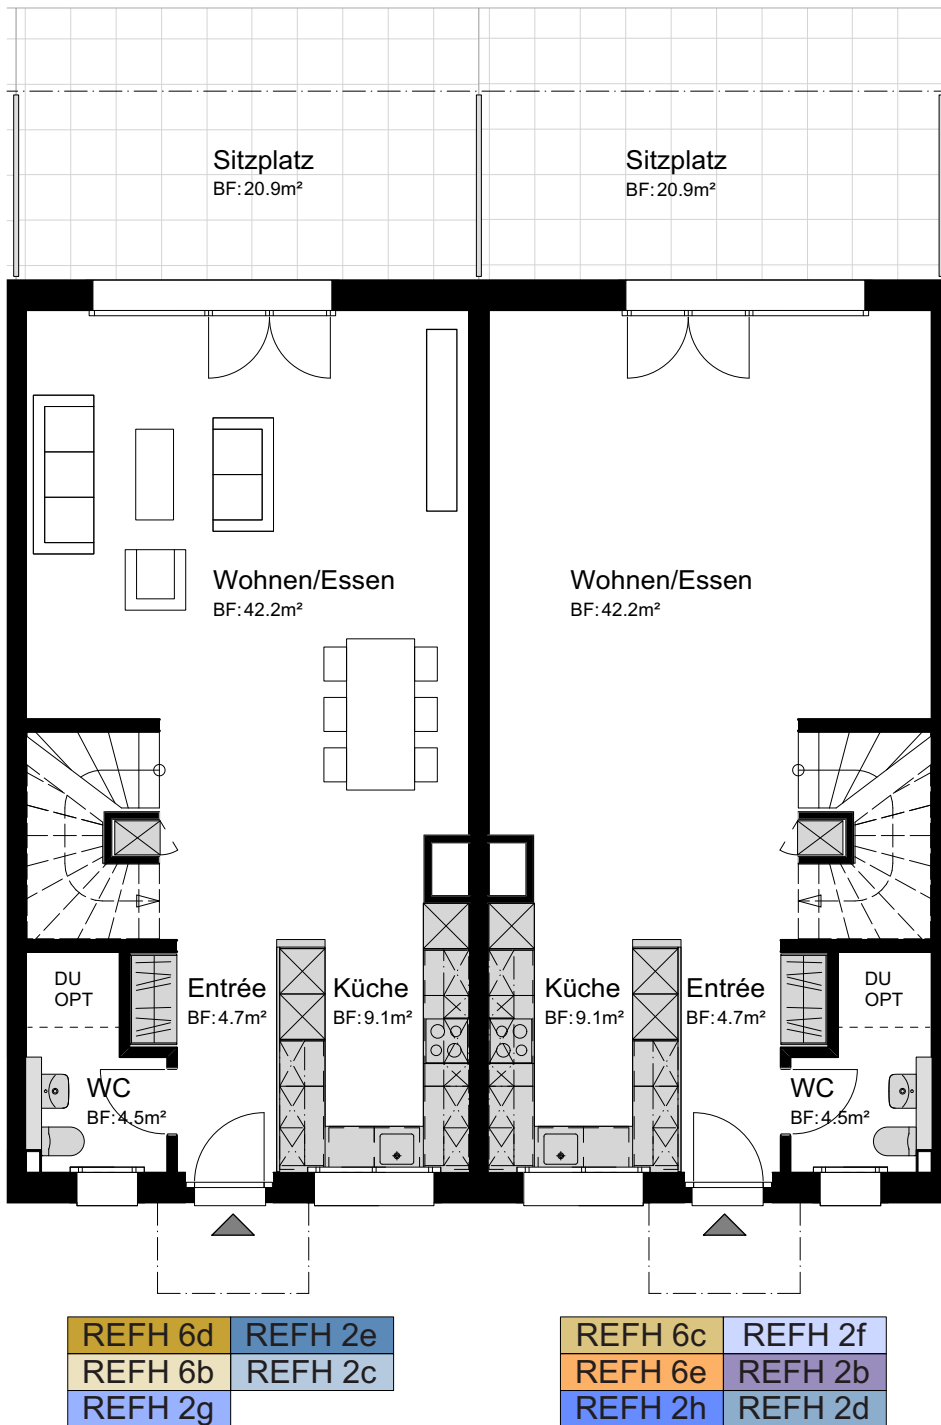 Sitzplatz
BF: 20.9m²
Sitzplatz
BF: 20.9m²
Wohnen/Essen
BF: 42.2m²
Wohnen/Essen
BF: 42.2m²
DU
OPT
Entrée
BF: 4.7m²
Küche
BF: 9.1m²
Küche
BF: 9.1m²
Entrée
BF: 4.7m²
DU
OPT
WC
BF: 4.5m²
WC
BF: 4.5m²
REFH 6d REFH 2e
REFH 6b REFH 2c
REFH 2g
REFH 6c REFH 2f
REFH 6e REFH 2b
REFH 2h REFH 2d